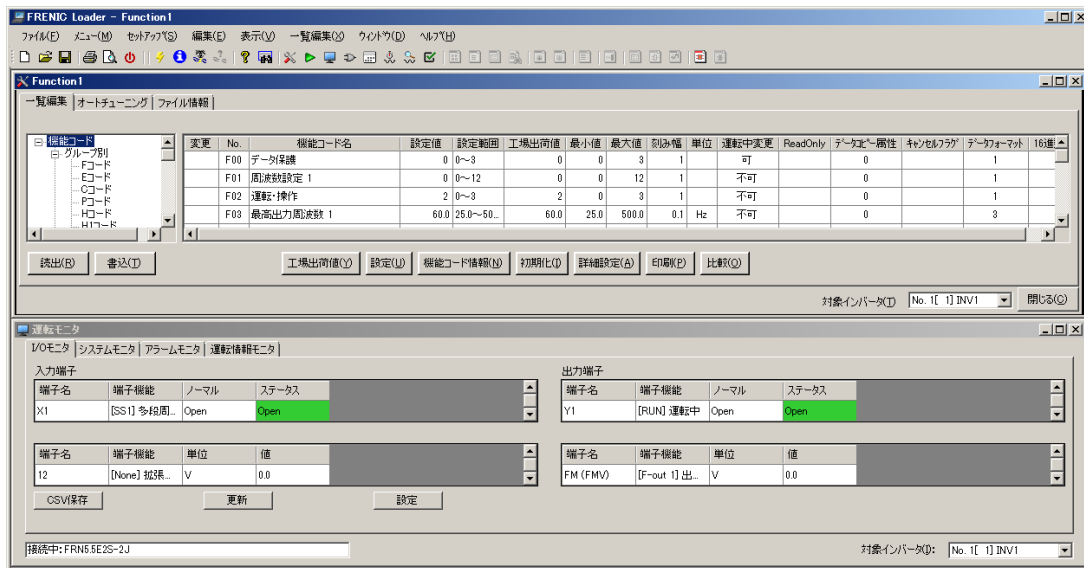 FRENIC Loader - Function1
ファイル(F) メニュー(M) セットアップ(S) 編集(E) 表示(V) 一覧編集(X) ウィンドウ(D) ヘルプ(H)
Function1
一覧編集 オートチューニング ファイル情報
機能コード
グループ別
Fコード
Eコード
Cコード
Pコード
Hコード
H1コード
変更 No. 機能コード名 設定値 設定範囲 工場出荷値 最小値 最大値 刻み幅 単位 運転中変更 ReadOnly データコピー属性 キャンセルフラグ データフォーマット 16進
F00 データ保護 0 0～3 0 0 3 1 可 0 1
F01 周波数設定 1 0 0～12 0 0 12 1 不可 0 1
F02 運転・操作 2 0～3 2 0 3 1 不可 0 1
F03 最高出力周波数 1 60.0 25.0～50... 60.0 25.0 500.0 0.1 Hz 不可 0 3
読出(R) 書込(T) 工場出荷値(Y) 設定(U) 機能コード情報(N) 初期化(I) 詳細設定(A) 印刷(P) 比較(O)
対象インバータ(T) No. 1[ 1] INV1 閉じる(C)
運転モニタ
I/Oモニタ システムモニタ アラームモニタ 運転情報モニタ
入力端子
端子名 端子機能 ノーマル ステータス
X1 [SS1] 多段周... Open Open
端子名 端子機能 単位 値
12 [None] 拡張... V 0.0
CSV保存 更新 設定
出力端子
端子名 端子機能 ノーマル ステータス
Y1 [RUN] 運転中 Open Open
端子名 端子機能 単位 値
FM (FMV) [F-out 1] 出... V 0.0
接続中:FRN5.5E2S-2J
対象インバータ(I): No. 1[ 1] INV1